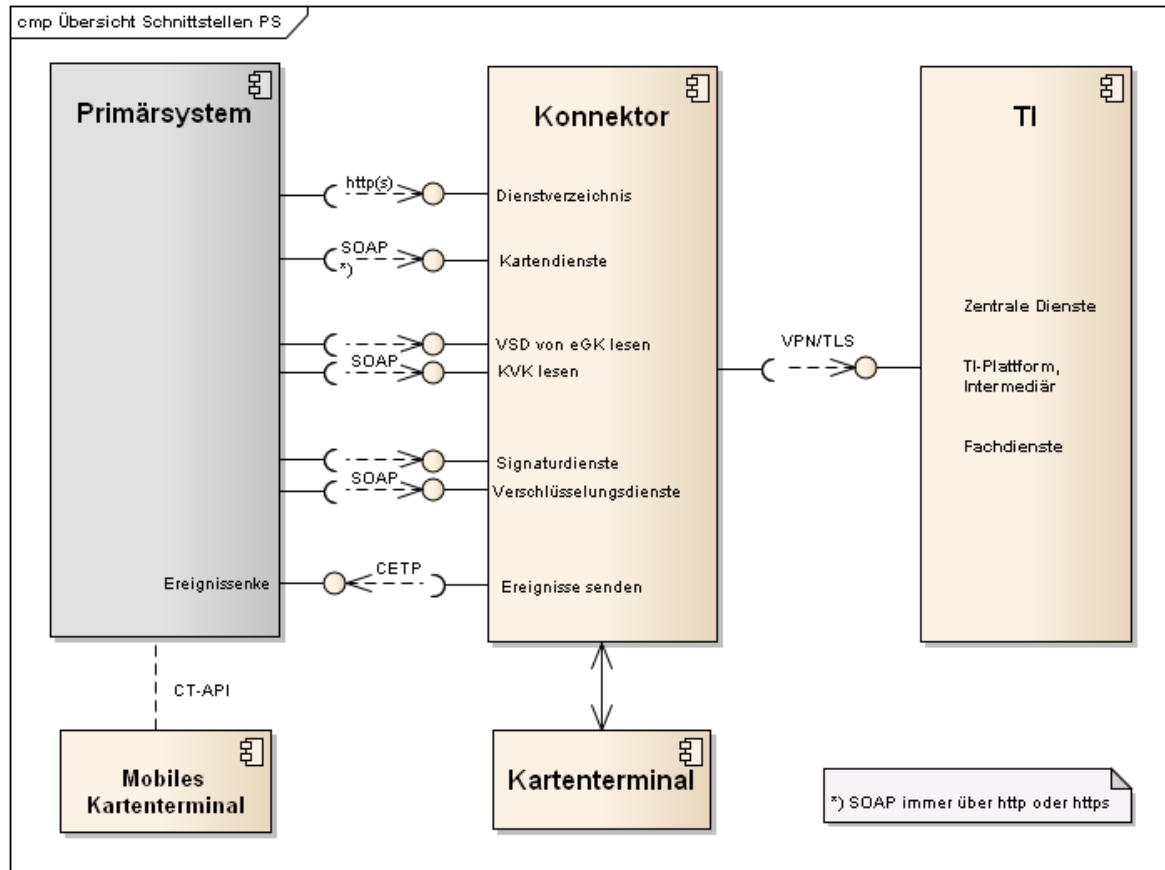 cmp Übersicht Schnittstellen PS
Primärsystem
Konnektor
TI
http(s)
Dienstverzeichnis
SOAP
*)
Kartendienste
Zentrale Dienste
VSD von eGK lesen
SOAP
KVK lesen
VPN/TLS
TI-Plattform,
Intermediär
Fachdienste
Signaturdienste
SOAP
Verschlüsselungsdienste
Ereignissenke
CETP
Ereignisse senden
CT-API
Mobiles
Kartenterminal
Kartenterminal
*) SOAP immer über http oder https